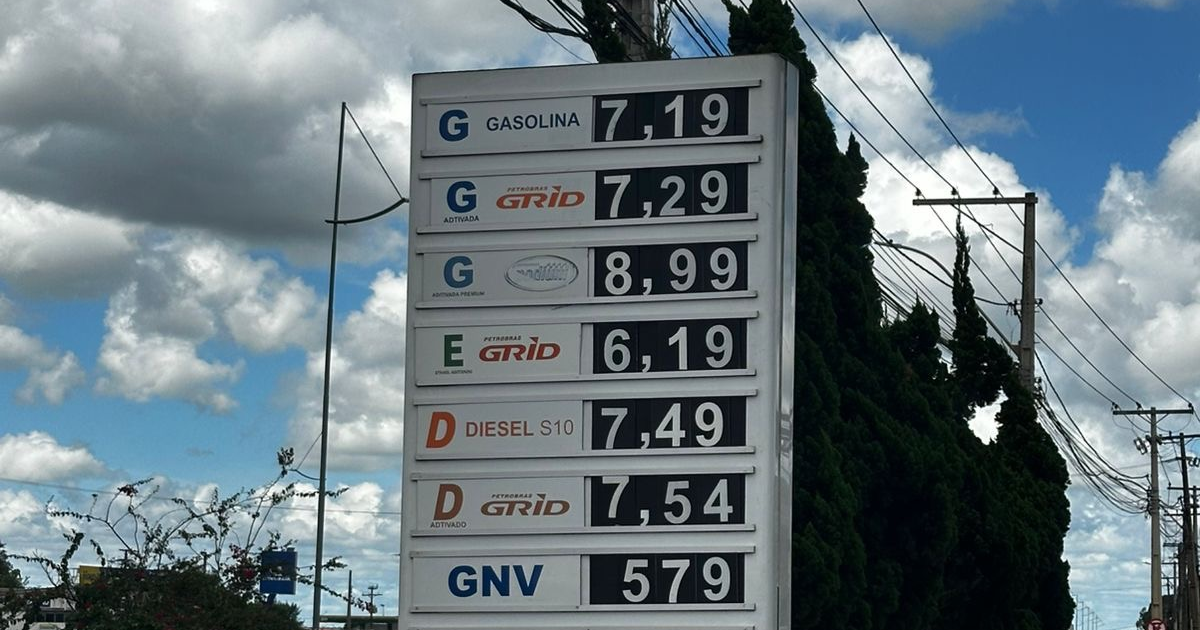 G GASOLINA 7,19
G PETROBRAS GRID 7,29
ADITIVADA
G Podium 8,99
ADITIVADA PREMIUM
E PETROBRAS GRID 6,19
ETANOL ADITIVADO
D DIESEL S10 7,49
D PETROBRAS GRID 7,54
ADITIVADO
GNV 579